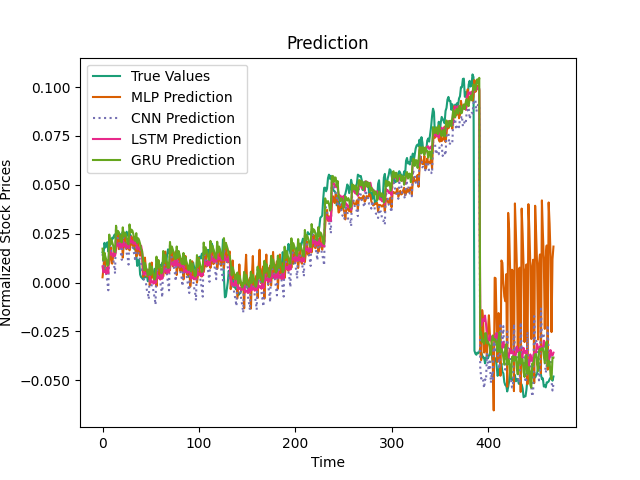 Prediction
Normalized Stock Prices
0.100
0.075
0.050
0.025
0.000
−0.025
−0.050
True Values
MLP Prediction
CNN Prediction
LSTM Prediction
GRU Prediction
0 100 200 300 400
Time